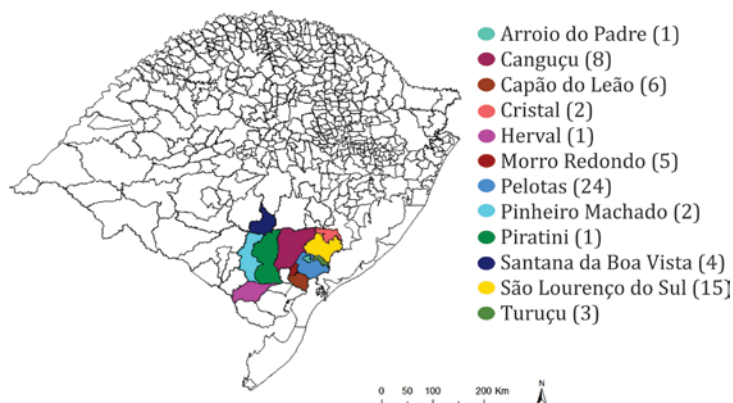 Arroio do Padre (1)
Canguçu (8)
Capão do Leão (6)
Cristal (2)
Herval (1)
Morro Redondo (5)
Pelotas (24)
Pinheiro Machado (2)
Piratini (1)
Santana da Boa Vista (4)
São Lourenço do Sul (15)
Turuçu (3)
0 50 100 200 Km
N